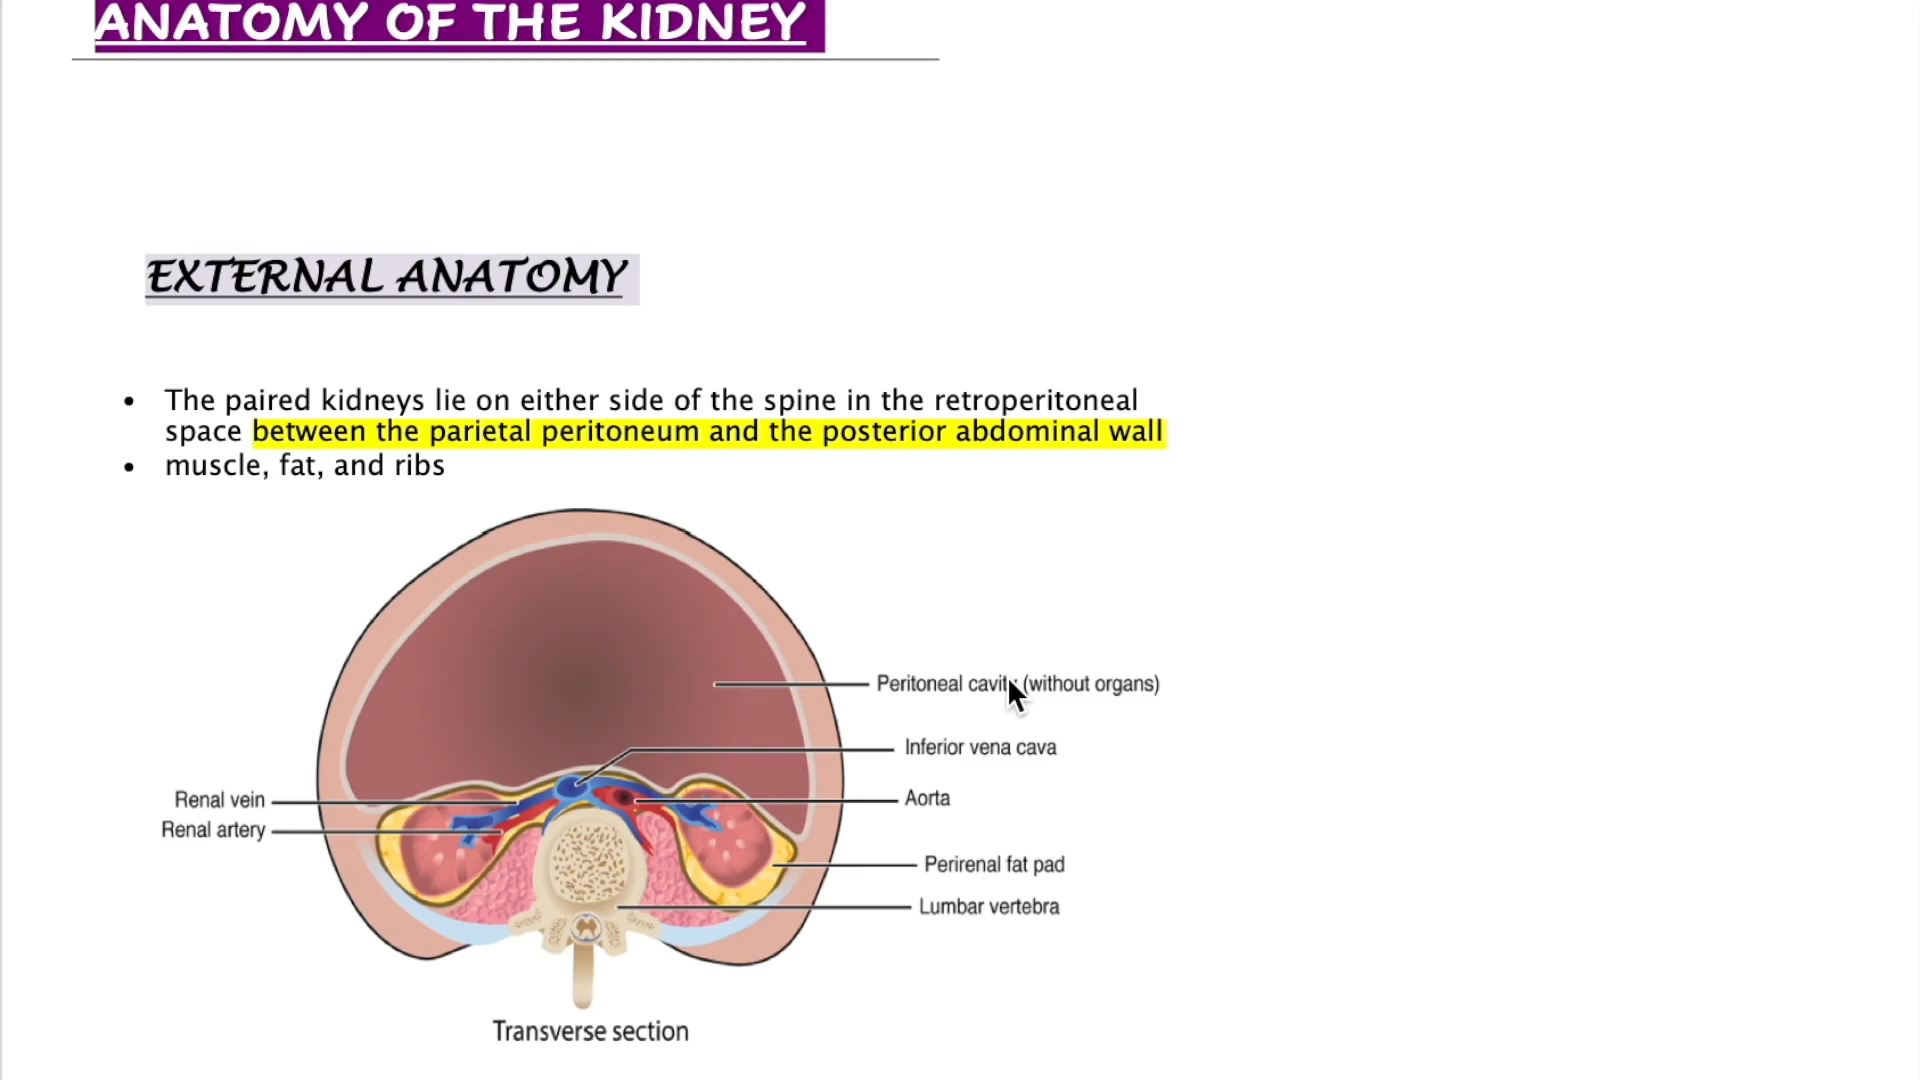 ANATOMY OF THE KIDNEY
EXTERNAL ANATOMY
• The paired kidneys lie on either side of the spine in the retroperitoneal
space between the parietal peritoneum and the posterior abdominal wall
• muscle, fat, and ribs
Peritoneal cavity (without organs)
Inferior vena cava
Renal vein
Aorta
Renal artery
Perirenal fat pad
Lumbar vertebra
Transverse section